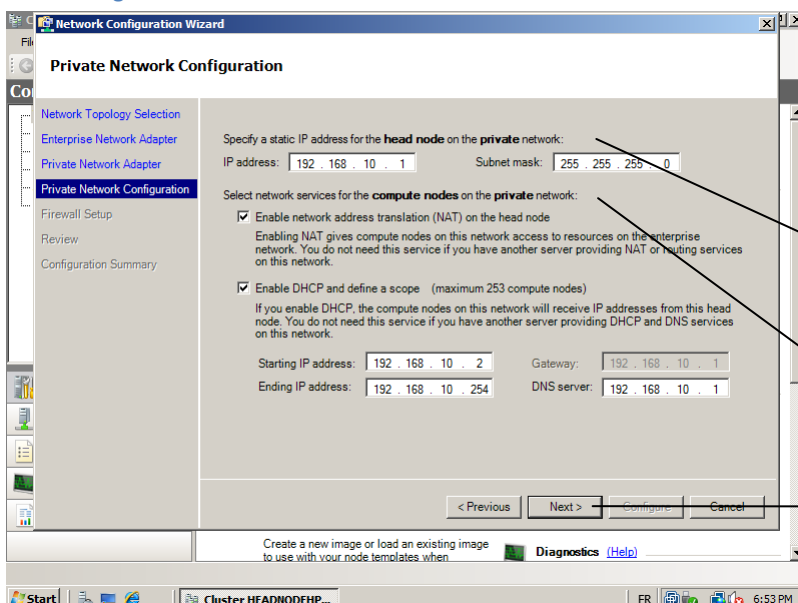 Network Configuration Wizard
Fil
Private Network Configuration
Co
Network Topology Selection
Enterprise Network Adapter
Private Network Adapter
Private Network Configuration
Firewall Setup
Review
Configuration Summary
Specify a static IP address for the head node on the private network:
IP address: 192 . 168 . 10 . 1 Subnet mask: 255 . 255 . 255 . 0
Select network services for the compute nodes on the private network:
Enable network address translation (NAT) on the head node
Enabling NAT gives compute nodes on this network access to resources on the enterprise
network. You do not need this service if you have another server providing NAT or routing services
on this network.
Enable DHCP and define a scope (maximum 253 compute nodes)
If you enable DHCP, the compute nodes on this network will receive IP addresses from this head
node. You do not need this service if you have another server providing DHCP and DNS services
on this network.
Starting IP address: 192 . 168 . 10 . 2 Gateway: 192 . 168 . 10 . 1
Ending IP address: 192 . 168 . 10 . 254 DNS server: 192 . 168 . 10 . 1
< Previous Next > Configure Cancel
Create a new image or load an existing image
to use with your node templates when
Diagnostics (Help)
Start Cluster HEADNODEHP... FR 6:53 PM